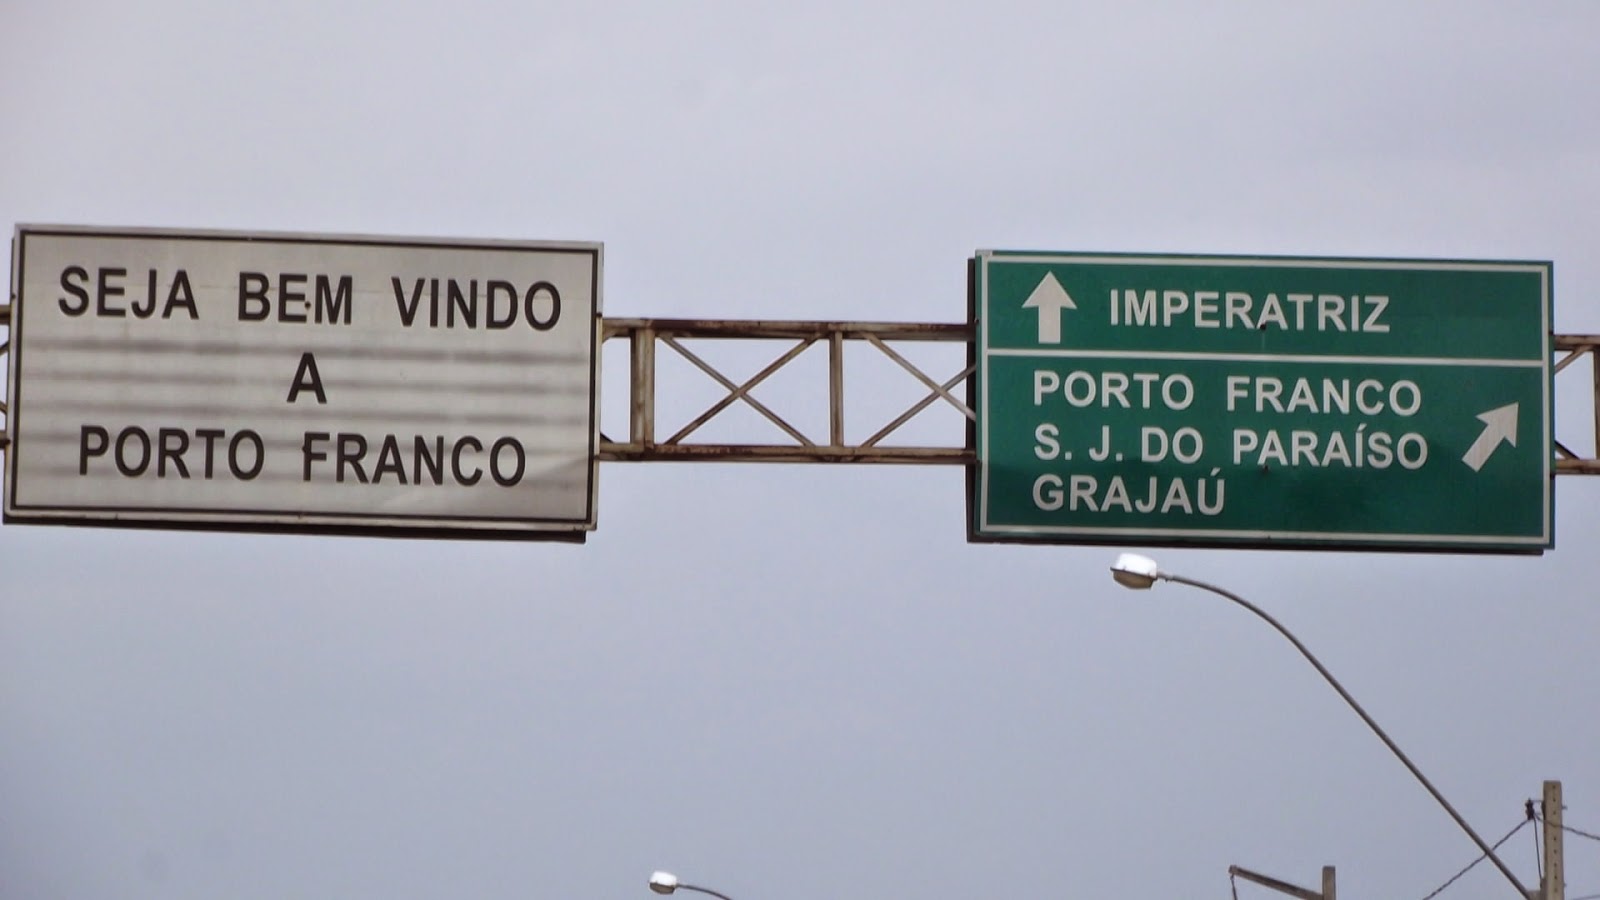 SEJA BEM VINDO
A
PORTO FRANCO
IMPERATRIZ
PORTO FRANCO
S. J. DO PARAÍSO
GRAJAÚ